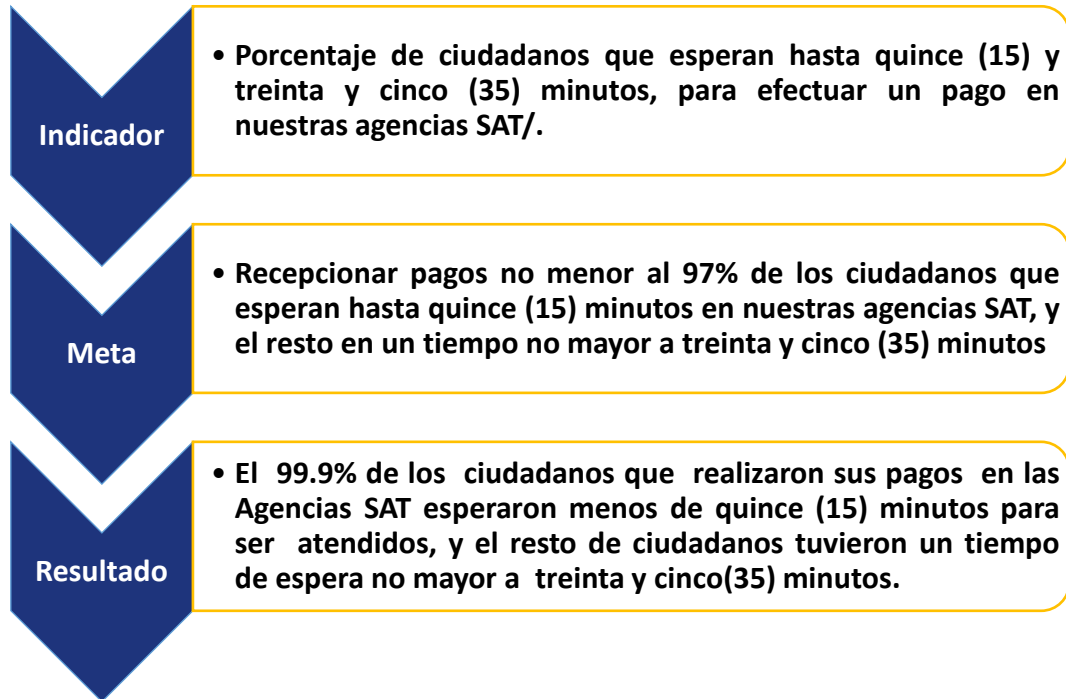 Indicador
• Porcentaje de ciudadanos que esperan hasta quince (15) y
treinta y cinco (35) minutos, para efectuar un pago en
nuestras agencias SAT/.
Meta
• Recepcionar pagos no menor al 97% de los ciudadanos que
esperan hasta quince (15) minutos en nuestras agencias SAT, y
el resto en un tiempo no mayor a treinta y cinco (35) minutos
Resultado
• El 99.9% de los ciudadanos que realizaron sus pagos en las
Agencias SAT esperaron menos de quince (15) minutos para
ser atendidos, y el resto de ciudadanos tuvieron un tiempo
de espera no mayor a treinta y cinco(35) minutos.